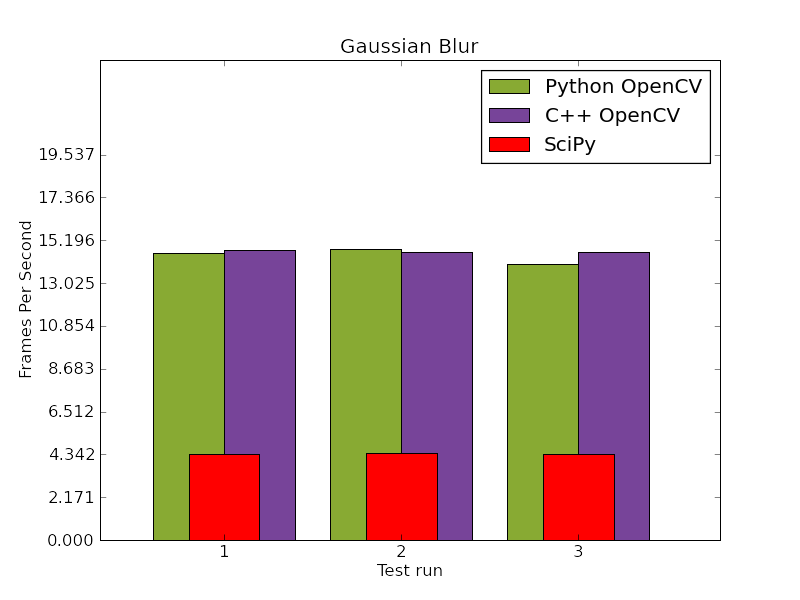 Gaussian Blur
Python OpenCV
C++ OpenCV
SciPy
19.537
17.366
15.196
13.025
10.854
8.683
6.512
4.342
2.171
0.000
Frames Per Second
1 2 3
Test run